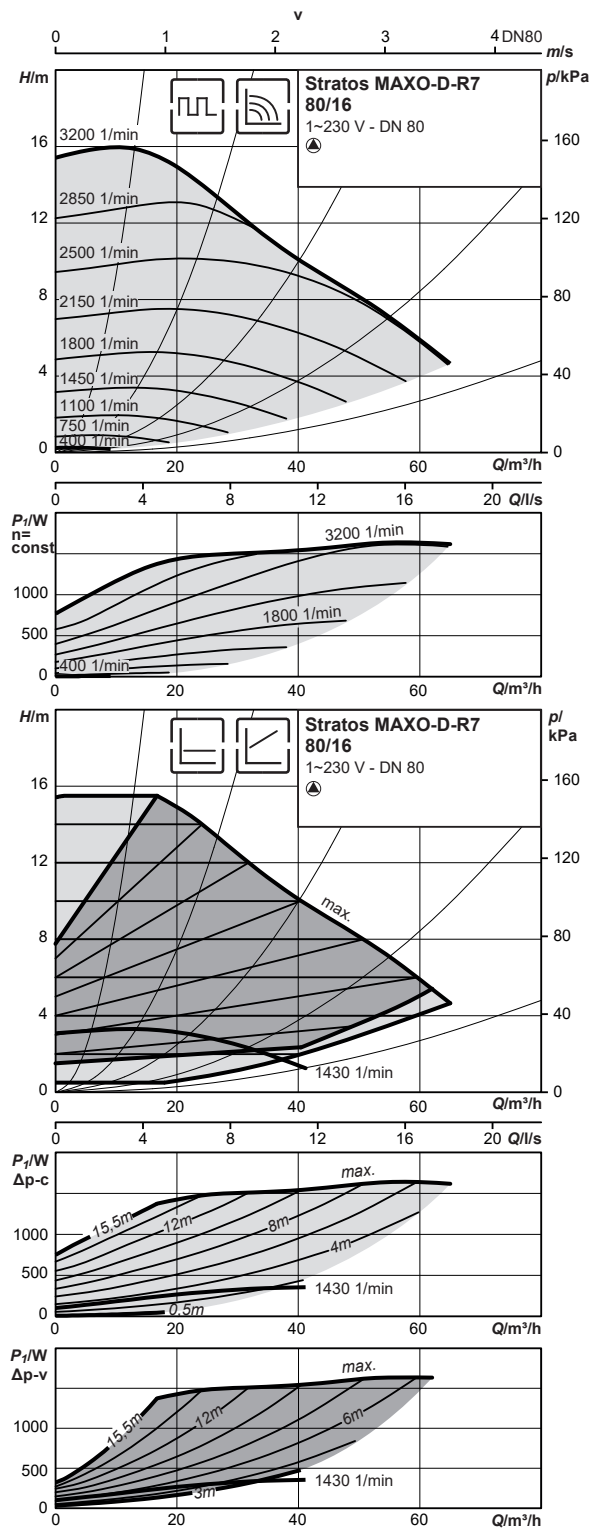 v
0 1 2 3 4 DN80
m/s
H/m
p/kPa
Stratos MAXO-D-R7
80/16
1~230 V - DN 80
16
12
8
4
0
160
120
80
40
0
3200 1/min
2850 1/min
2500 1/min
2150 1/min
1800 1/min
1450 1/min
1100 1/min
750 1/min
400 1/min
0 20 40 60 Q/m³/h
0 4 8 12 16 20 Q/l/s
P₁/W
n=
const
1000
500
0
3200 1/min
1800 1/min
400 1/min
0 20 40 60 Q/m³/h
H/m
p/
kPa
Stratos MAXO-D-R7
80/16
1~230 V - DN 80
16
12
8
4
0
160
120
80
40
0
max.
1430 1/min
0 20 40 60 Q/m³/h
0 4 8 12 16 20 Q/l/s
P₁/W
Δp-c
1000
500
0
max.
15,5m
12m
8m
4m
1430 1/min
0,5m
0 20 40 60 Q/m³/h
P₁/W
Δp-v
1000
500
0
max.
15,5m
12m
6m
1430 1/min
3m
0 20 40 60 Q/m³/h